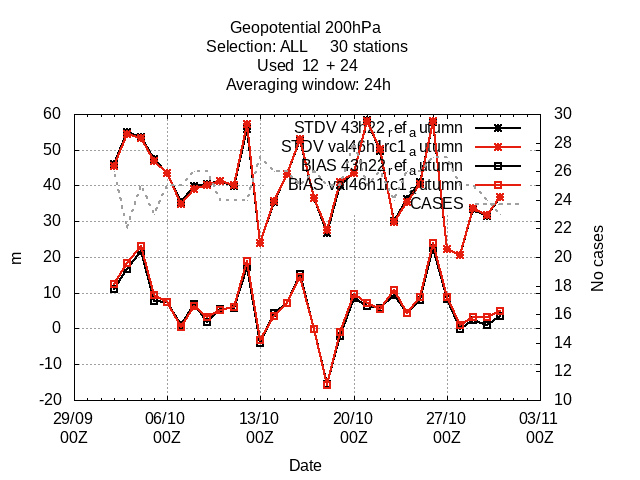 Geopotential 200hPa
Selection: ALL 30 stations
Used 12 + 24
Averaging window: 24h
STDV 43h22_ref_autumn
STDV val46h1rc1_autumn
BIAS 43h22_ref_autumn
BIAS val46h1rc1_autumn
CASES
60
50
40
30
20
10
0
-10
-20
m
30
28
26
24
22
20
18
16
14
12
10
No cases
29/09 06/10 13/10 20/10 27/10 03/11
00Z 00Z 00Z 00Z 00Z 00Z
Date